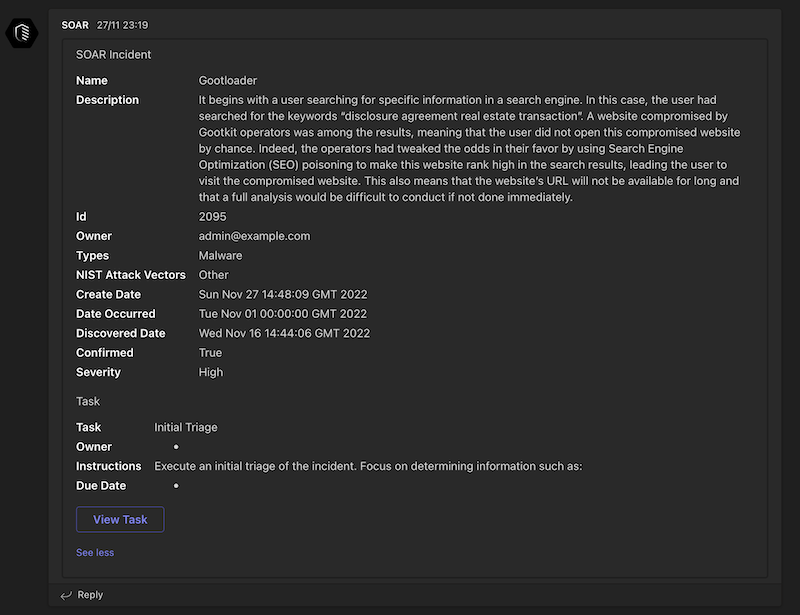 SOAR 27/11 23:19
SOAR Incident
Name Gootloader
Description It begins with a user searching for specific information in a search engine. In this case, the user had
searched for the keywords “disclosure agreement real estate transaction”. A website compromised by
Gootkit operators was among the results, meaning that the user did not open this compromised website
by chance. Indeed, the operators had tweaked the odds in their favor by using Search Engine
Optimization (SEO) poisoning to make this website rank high in the search results, leading the user to
visit the compromised website. This also means that the website's URL will not be available for long and
that a full analysis would be difficult to conduct if not done immediately.
Id 2095
Owner admin@example.com
Types Malware
NIST Attack Vectors Other
Create Date Sun Nov 27 14:48:09 GMT 2022
Date Occurred Tue Nov 01 00:00:00 GMT 2022
Discovered Date Wed Nov 16 14:44:06 GMT 2022
Confirmed True
Severity High
Task
Task Initial Triage
Owner •
Instructions Execute an initial triage of the incident. Focus on determining information such as:
Due Date •
View Task
See less
Reply